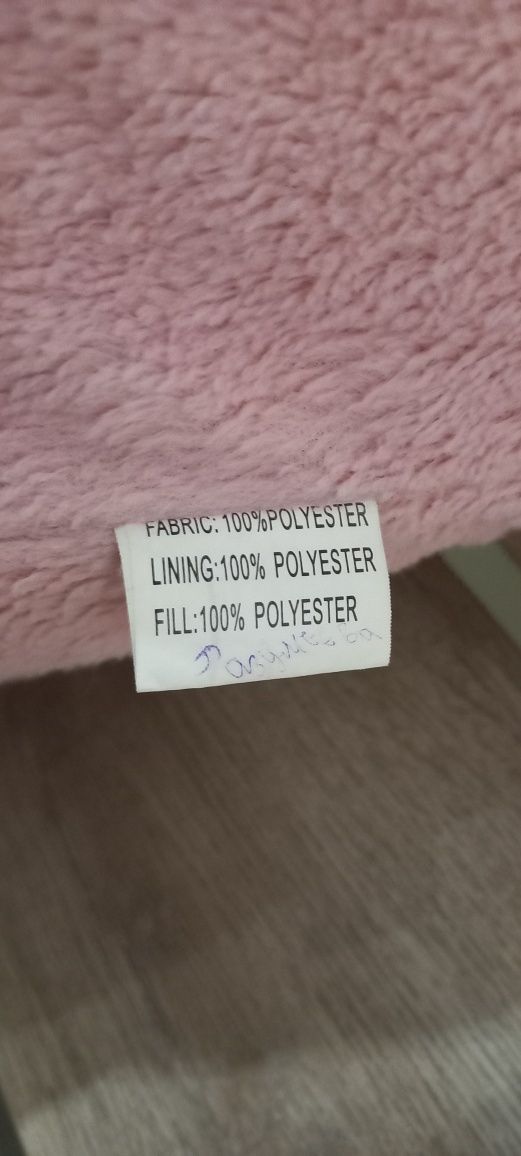 FABRIC: 100%POLYESTER
LINING:100% POLYESTER
FILL:100% POLYESTER